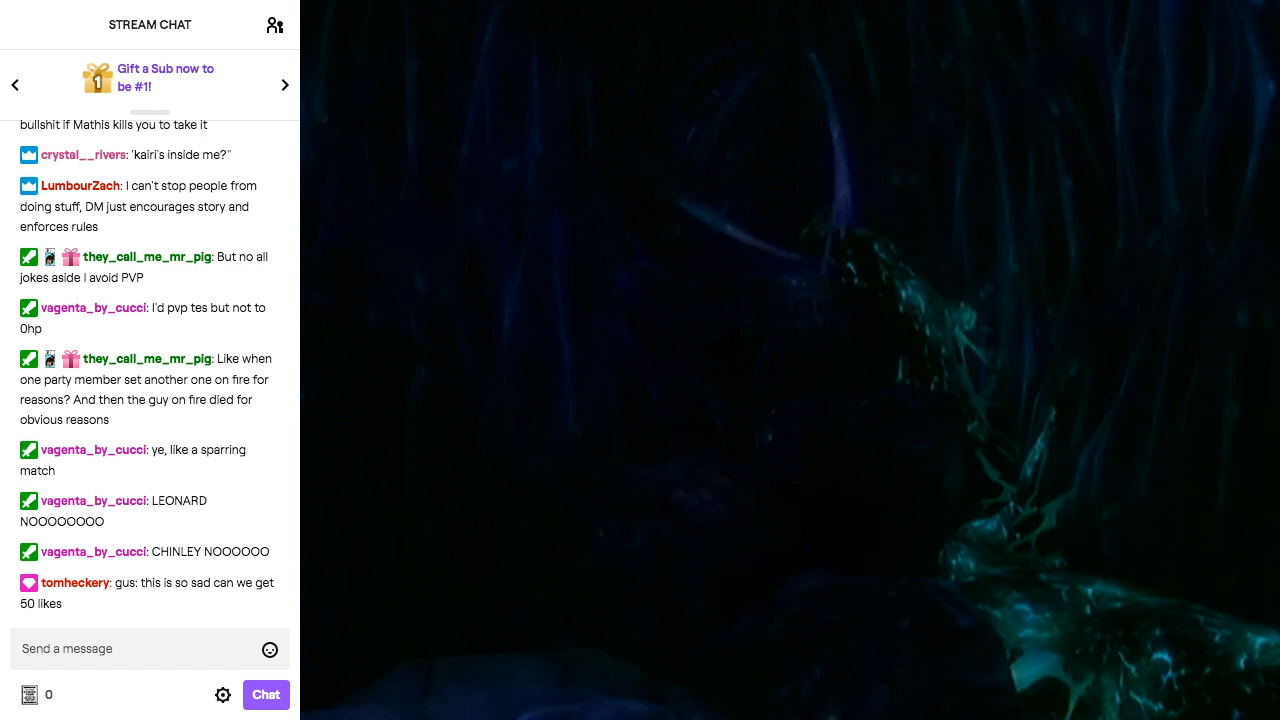 STREAM CHAT
Gift a Sub now to
be #1!
1
bullshit if Mathis kills you to take it
crystal__rivers: 'kairi's inside me?"
LumbourZach: I can't stop people from
doing stuff, DM just encourages story and
enforces rules
they_call_me_mr_pig: But no all
jokes aside I avoid PVP
vagenta_by_cucci: I'd pvp tes but not to
0hp
they_call_me_mr_pig: Like when
one party member set another one on fire for
reasons? And then the guy on fire died for
obvious reasons
vagenta_by_cucci: ye, like a sparring
match
vagenta_by_cucci: LEONARD
NOOOOOOOO
vagenta_by_cucci: CHINLEY NOOOOOO
tomheckery: gus: this is so sad can we get
50 likes
Send a message
0
Chat